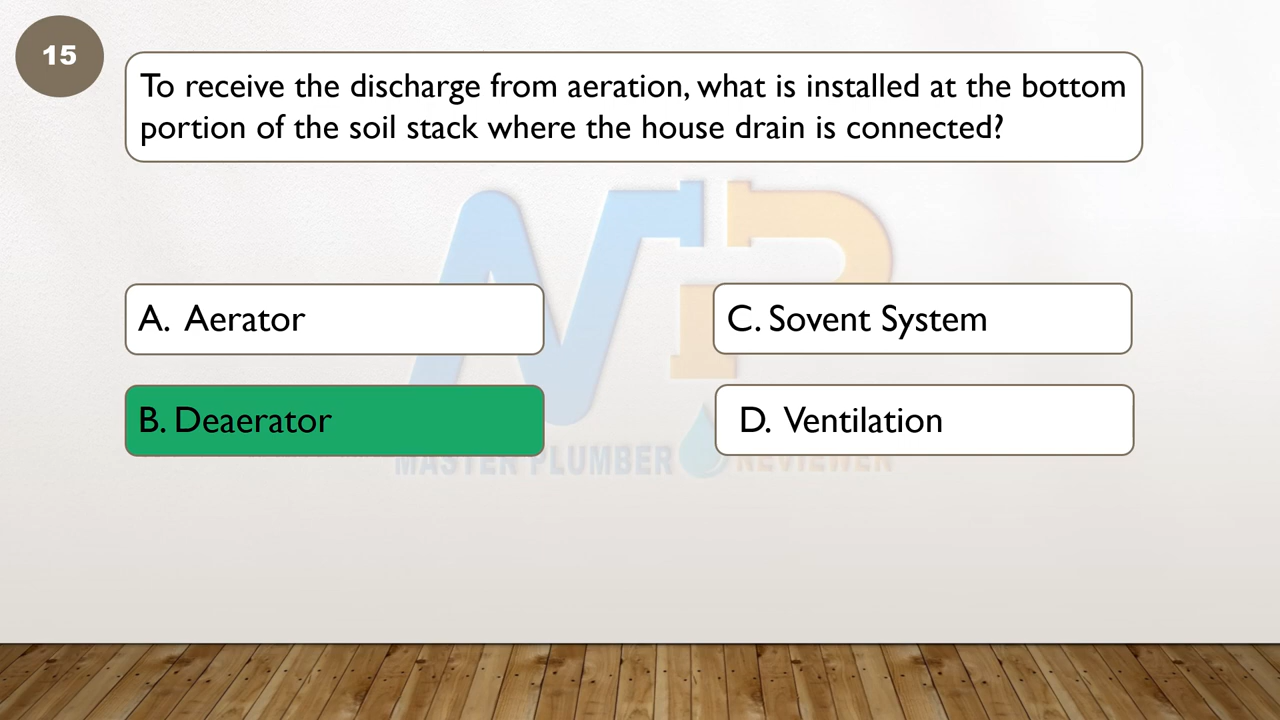 15
To receive the discharge from aeration, what is installed at the bottom
portion of the soil stack where the house drain is connected?
A. Aerator
C. Sovent System
B. Deaerator
D. Ventilation
MASTER PLUMBER REVIEWER